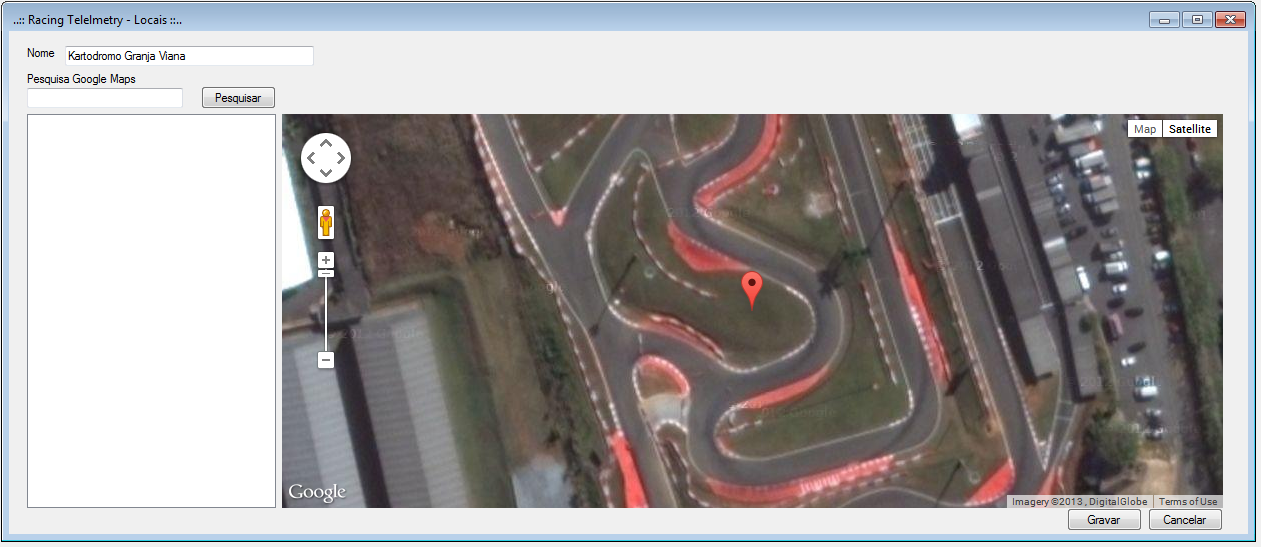 ..:: Racing Telelmetry - Locais ::..
Nome Kartodromo Granja Viana
Pesquisa Google Maps
Pesquisar
Map Satellite
Google
Imagery ©2013 , DigitalGlobe Terms of Use
Gravar Cancelar